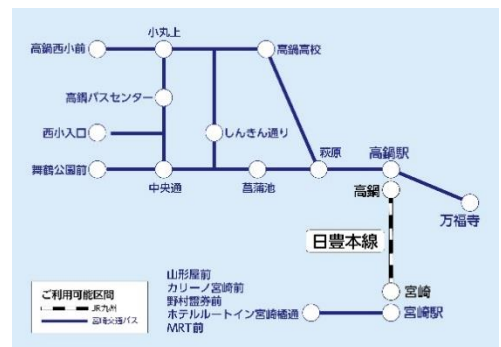 小丸上
高鍋西小前
高鍋高校
高鍋バスセンター
西小入口
しんきん通り
萩原
高鍋駅
舞鶴公園前
中央通
菖蒲池
高鍋
万福寺
日豊本線
山形屋前
カリーノ宮崎前
野村證券前
ホテルルートイン宮崎橘通
MRT前
宮崎
宮崎駅
ご利用可能区間
JR九州
宮崎交通バス